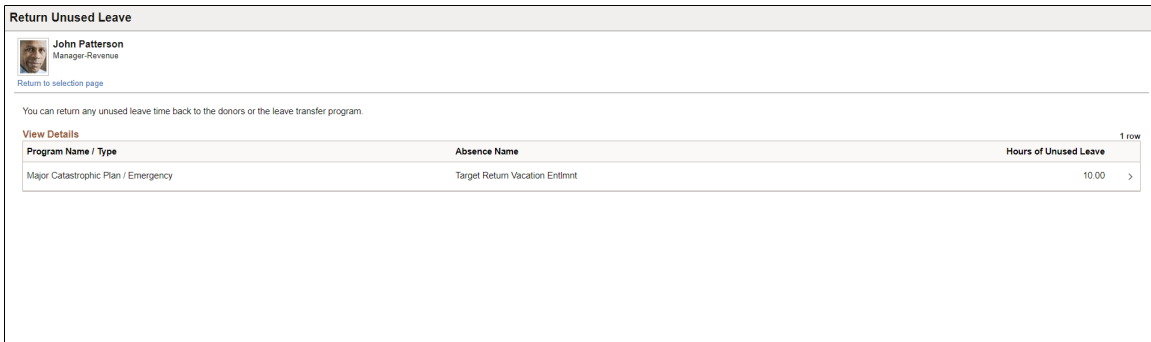 Return Unused Leave
John Patterson
Manager-Revenue
Return to selection page
You can return any unused leave time back to the donors or the leave transfer program.
View Details
1 row
Program Name / Type Absence Name Hours of Unused Leave
Major Catastrophic Plan / Emergency Target Return Vacation Entlmnt 10.00